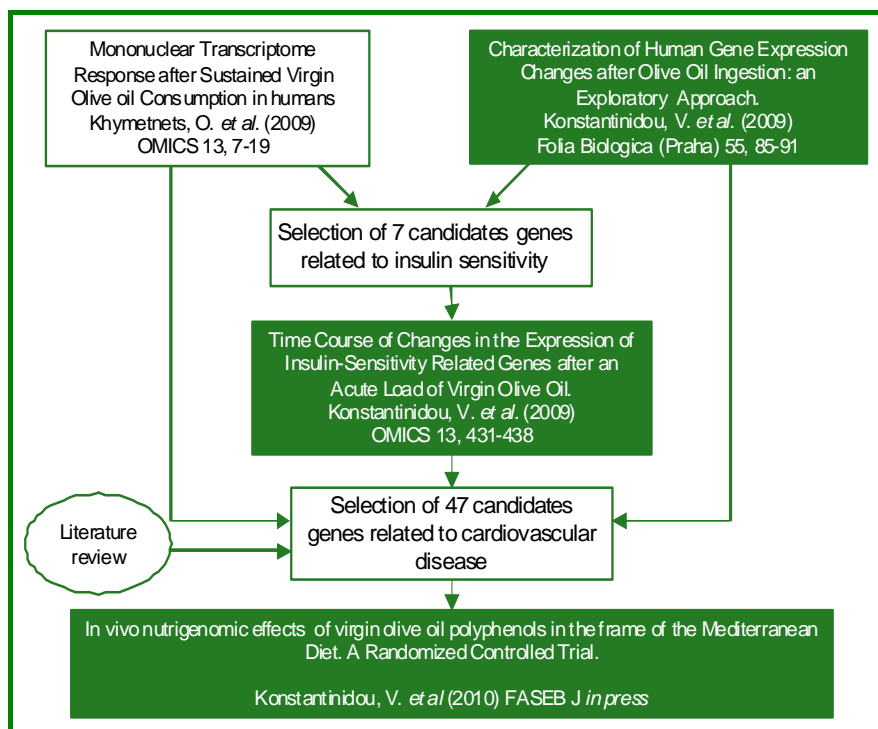 Mononuclear Transcriptome
Response after Sustained Virgin
Olive oil Consumption in humans
Khymetnets, O. et al. (2009)
OMICS 13, 7-19
Characterization of Human Gene Expression
Changes after Olive Oil Ingestion: an
Exploratory Approach.
Konstantinidou, V. et al. (2009)
Folia Biologica (Praha) 55, 85-91
Selection of 7 candidates genes
related to insulin sensitivity
Time Course of Changes in the Expression of
Insulin-Sensitivity Related Genes after an
Acute Load of Virgin Olive Oil.
Konstantinidou, V. et al. (2009)
OMICS 13, 431-438
Literature
review
Selection of 47 candidates
genes related to cardiovascular
disease
In vivo nutrigenomic effects of virgin olive oil polyphenols in the frame of the Mediterranean
Diet. A Randomized Controlled Trial.
Konstantinidou, V. et al (2010) FASEB J in press